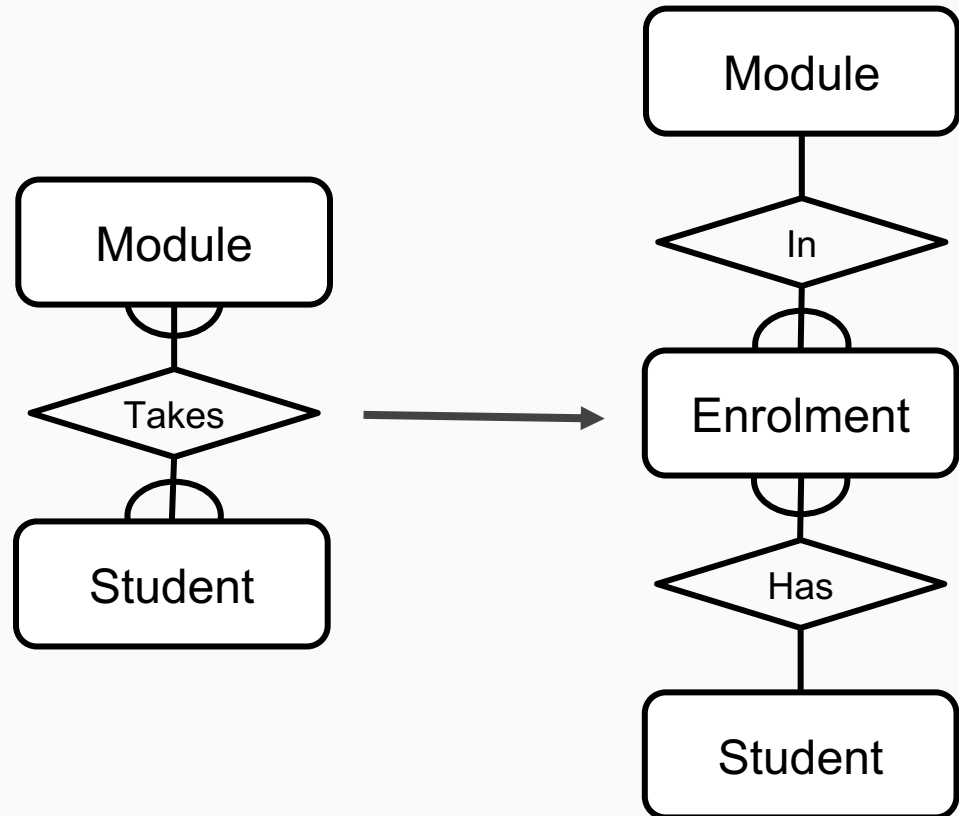 Module
Takes
Student
Module
In
Enrolment
Has
Student